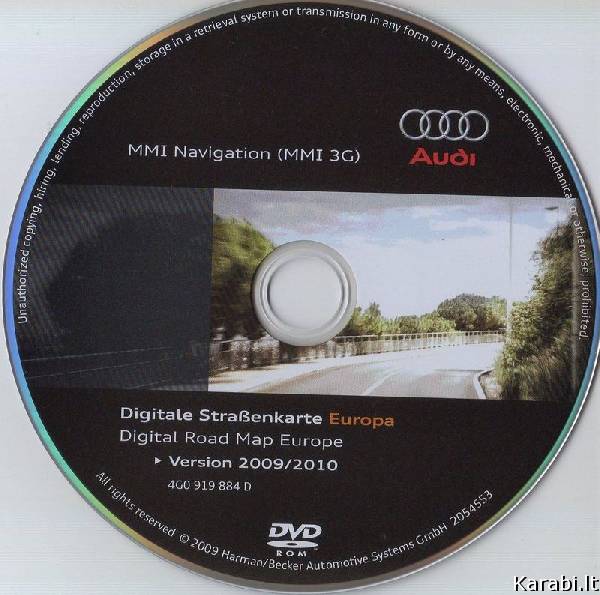 Unauthorized copying, hiring, lending, reproduction, storage in a retrieval system or transmission in any form or by any means, electronic, mechanical or otherwise, prohibited.
Audi
MMI Navigation (MMI 3G)
Digitale Straßenkarte Europa
Digital Road Map Europe
▸ Version 2009/2010
4G0 919 884 D
DVD
ROM
All rights reserved © 2009 Harman/Becker Automotive Systems GmbH 2054553
Karabi.lt